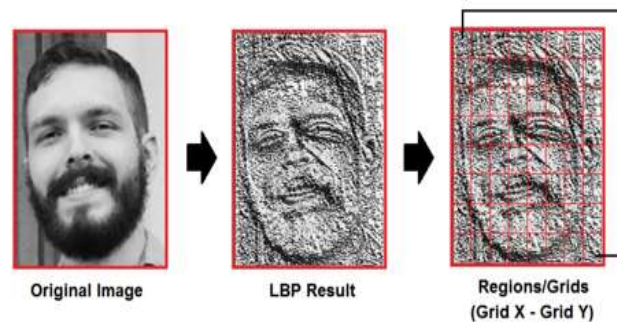 Original Image
LBP Result
Regions/Grids
(Grid X - Grid Y)